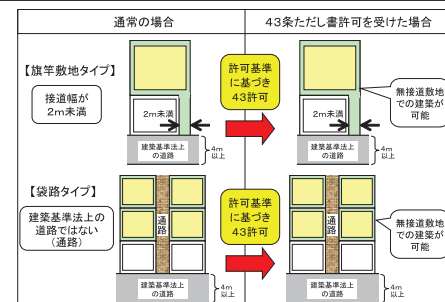 通常の場合
43条ただし書許可を受けた場合
【旗竿敷地タイプ】
接道幅が
2m未満
2m未満
建築基準法上
の道路
4m
以上
許可基準
に基づき
43許可
2m未満
建築基準法上
の道路
4m
以上
無接道敷地
での建築が
可能
【袋路タイプ】
建築基準法上の
道路ではない
(通路)
通路
建築基準法上
の道路
4m
以上
許可基準
に基づき
43許可
通路
建築基準法上
の道路
4m
以上
無接道敷地
での建築が
可能